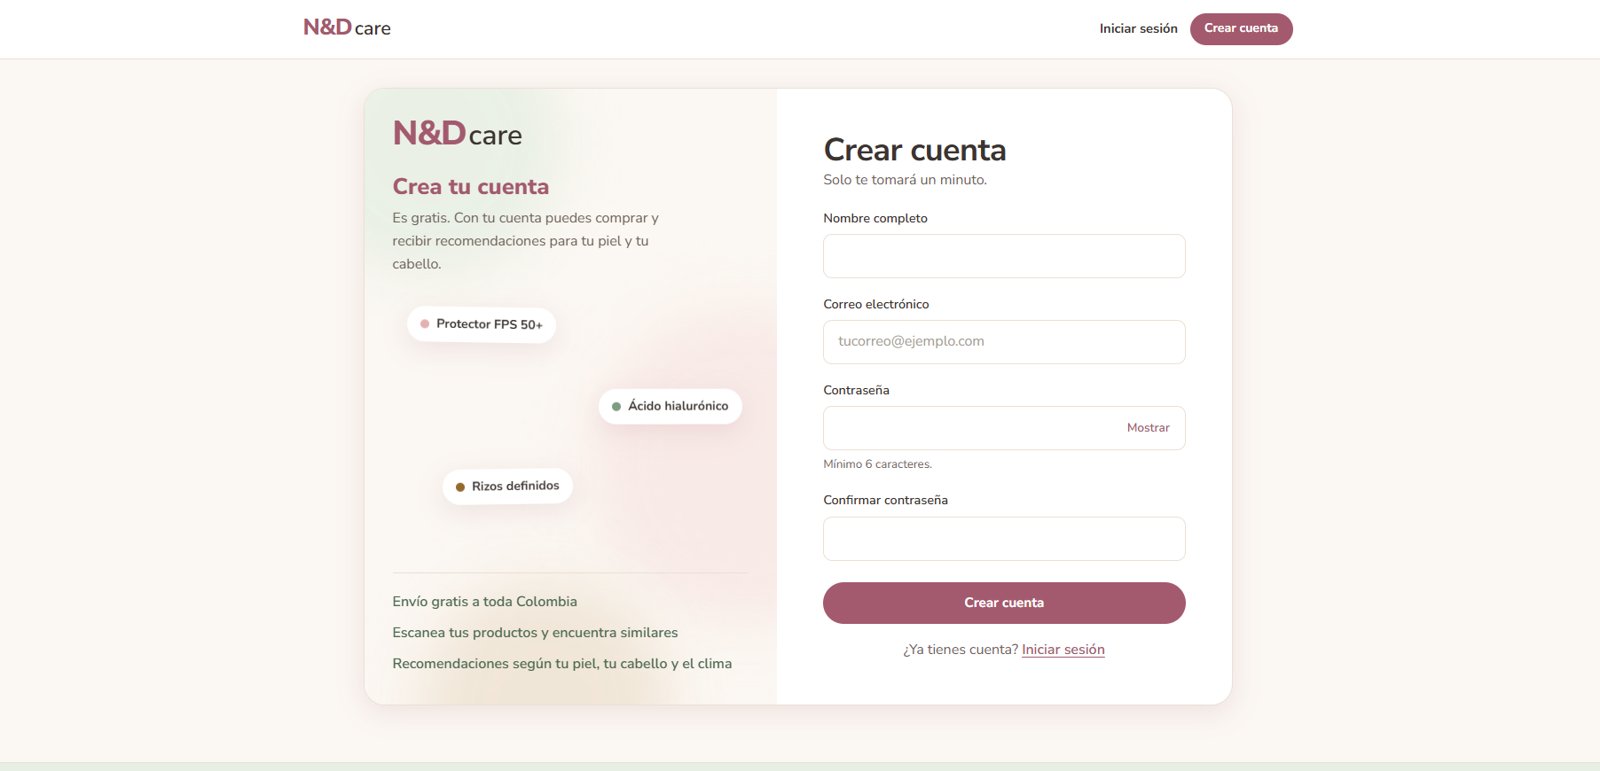 N&D care
Iniciar sesión
Crear cuenta
N&D care
Crea tu cuenta
Es gratis. Con tu cuenta puedes comprar y
recibir recomendaciones para tu piel y tu
cabello.
Protector FPS 50+
Ácido hialurónico
Rizos definidos
Envío gratis a toda Colombia
Escanea tus productos y encuentra similares
Recomendaciones según tu piel, tu cabello y el clima
Crear cuenta
Solo te tomará un minuto.
Nombre completo
Correo electrónico
tucorreo@ejemplo.com
Contraseña
Mostrar
Mínimo 6 caracteres.
Confirmar contraseña
Crear cuenta
¿Ya tienes cuenta? Iniciar sesión